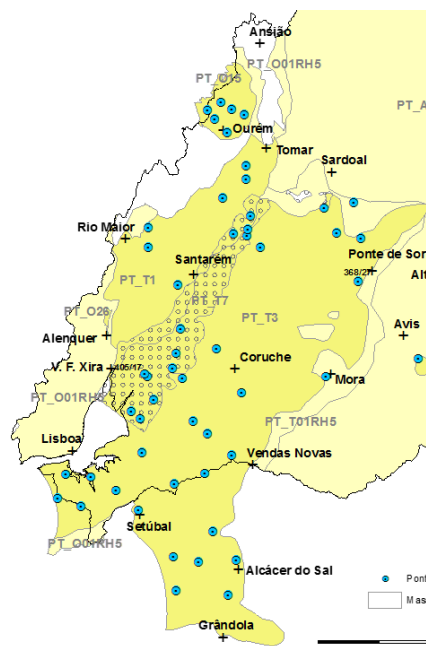 Ansião
PT_O01RH5
PT_O15
PT_A
Ourém
Tomar
Sardoal
Rio Maior
Ponte de Sor
Santarém
368/27
PT_T1
Alt
PT_T7
PT_O26
PT_T3
Alenquer
Avis
V. F. Xira
405/17
Coruche
Mora
PT_O01RH5
PT_T01RH5
Lisboa
Vendas Novas
Setúbal
PT_O01RH5
Alcácer do Sal
Pont
Mas
Grândola